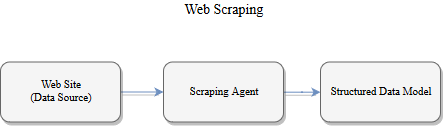 Web Scraping
Web Site
(Data Source)
Scraping Agent
Structured Data Model